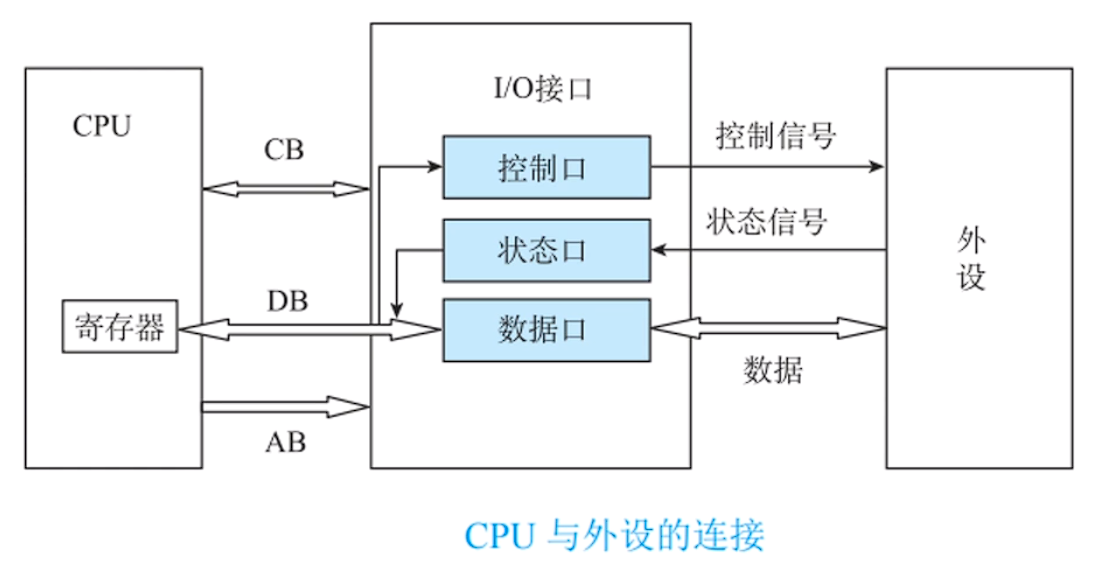 CPU
CB
I/O接口
控制口
控制信号
状态口
状态信号
外
设
寄存器
DB
数据口
数据
AB
CPU 与外设的连接